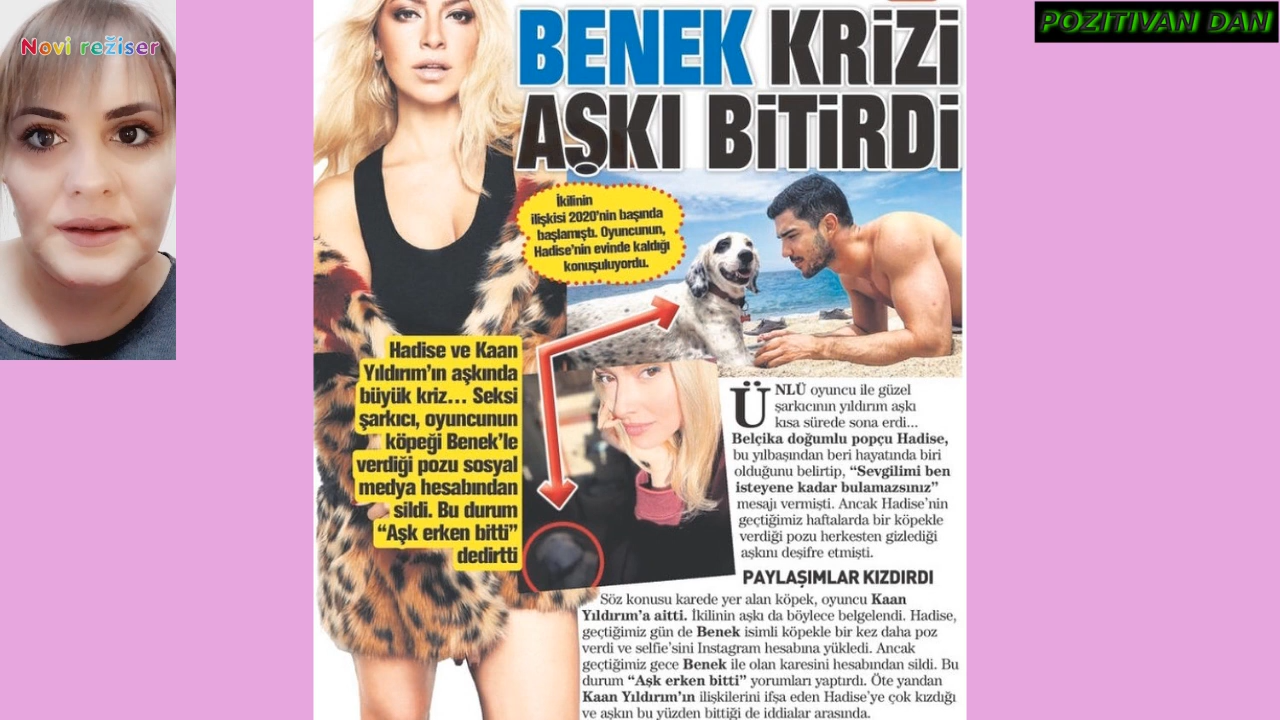 Novi režiser
POZITIVAN DAN
BENEK KRİZİ
AŞKI BİTİRDİ
İkilinin
ilişkisi 2020'nin başında
başlamıştı. Oyuncunun,
Hadise'nin evinde kaldığı
konuşuluyordu.
Hadise ve Kaan
Yıldırım'ın aşkında
büyük kriz... Seksi
şarkıcı, oyuncunun
köpeği Benek'le
verdiği pozu sosyal
medya hesabından
sildi. Bu durum
“Aşk erken bitti”
dedirtti
ÜNLÜ oyuncu ile güzel
şarkıcının yıldırım aşkı
kısa sürede sona erdi...
Belçika doğumlu popçu Hadise,
bu yılbaşından beri hayatında biri
olduğunu belirtip, “Sevgilimi ben
isteyene kadar bulamazsınız”
mesajı vermişti. Ancak Hadise'nin
geçtiğimiz haftalarda bir köpekle
verdiği pozu herkesten gizlediği
aşkını deşifre etmişti.
PAYLAŞIMLAR KIZDIRDI
Söz konusu karede yer alan köpek, oyuncu Kaan
Yıldırım'a aitti. İkilinin aşkı da böylece belgelendi. Hadise,
geçtiğimiz gün de Benek isimli köpekle bir kez daha poz
verdi ve selfie'sini Instagram hesabına yükledi. Ancak
geçtiğimiz gece Benek ile olan karesini hesabından sildi. Bu
durum “Aşk erken bitti” yorumları yaptırdı. Öte yandan
Kaan Yıldırım'ın ilişkilerini ifşa eden Hadise'ye çok kızdığı
ve aşkın bu yüzden bittiği de iddialar arasında.